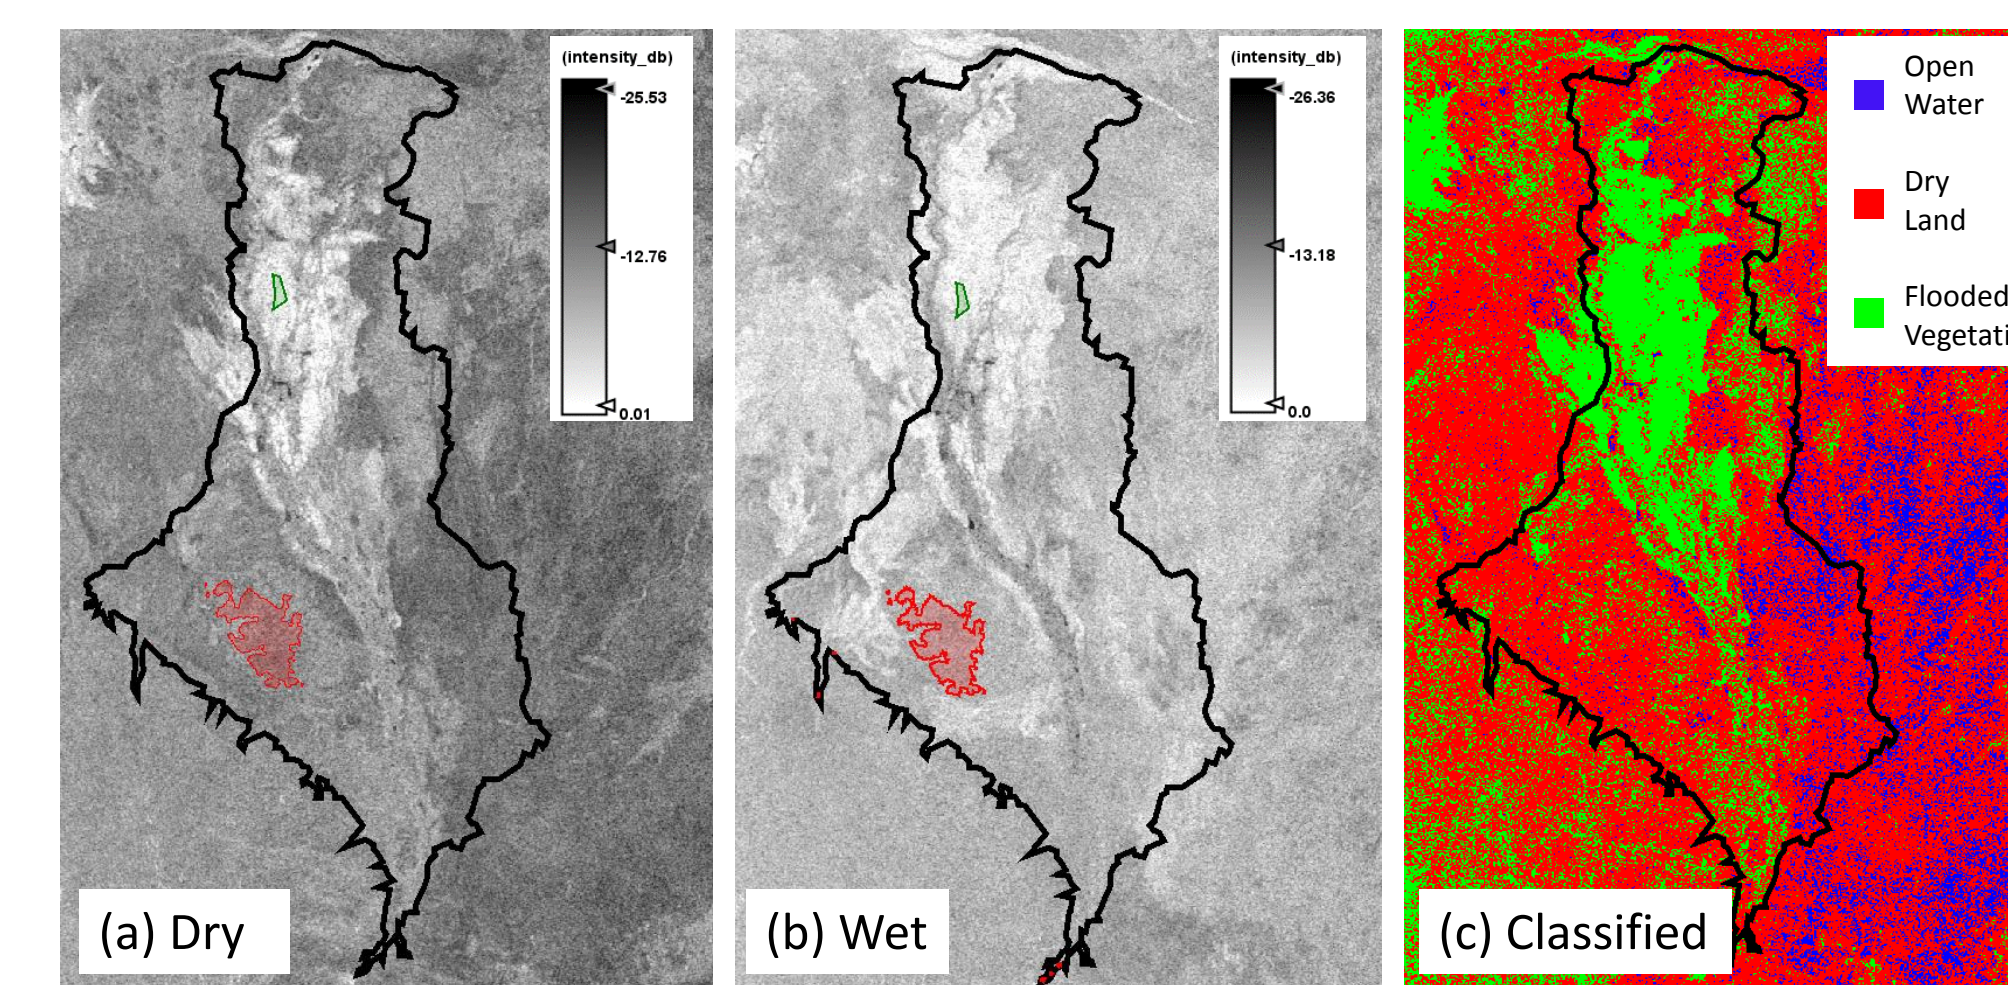 (intensity_db)
-25.53
-12.76
0.01
(a) Dry
(intensity_db)
-26.36
-13.18
0.0
(b) Wet
Open
Water
Dry
Land
Flooded
Vegetati
(c) Classified